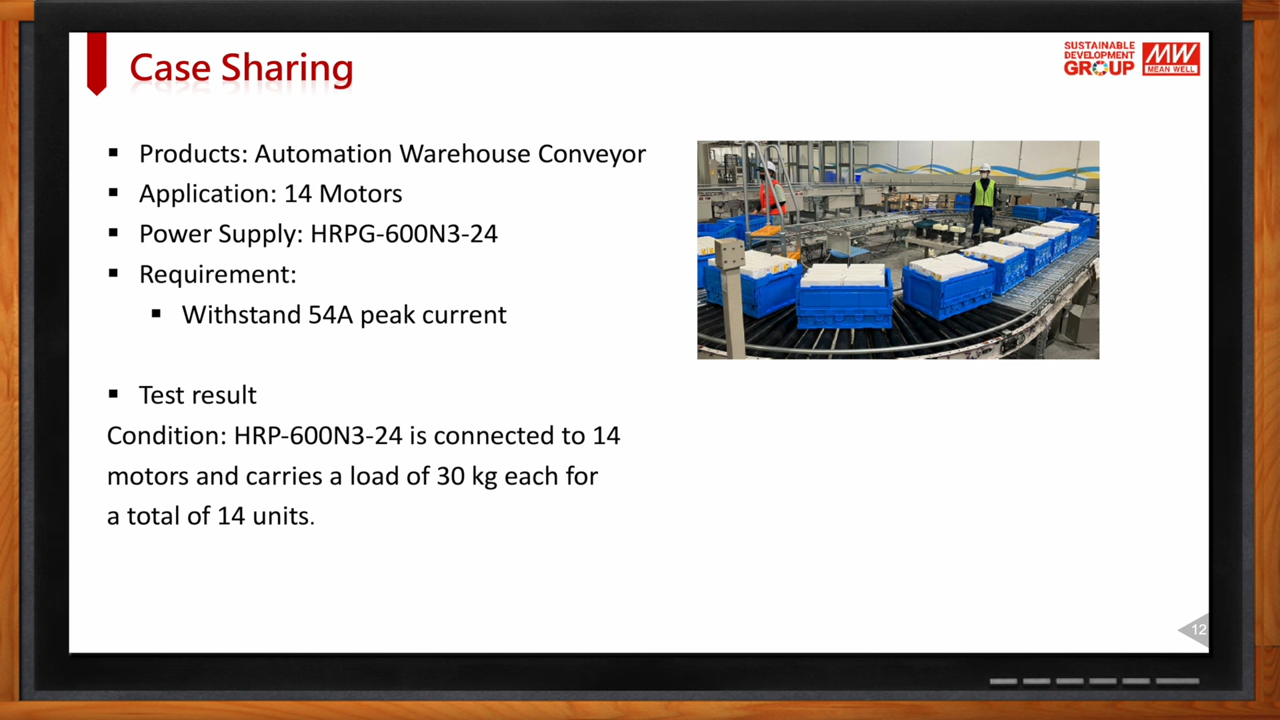 Case Sharing
SUSTAINABLE
DEVELOPMENT
GROUP
MW
MEAN WELL
▪ Products: Automation Warehouse Conveyor
▪ Application: 14 Motors
▪ Power Supply: HRPG-600N3-24
▪ Requirement:
▪ Withstand 54A peak current
▪ Test result
Condition: HRP-600N3-24 is connected to 14
motors and carries a load of 30 kg each for
a total of 14 units.
12